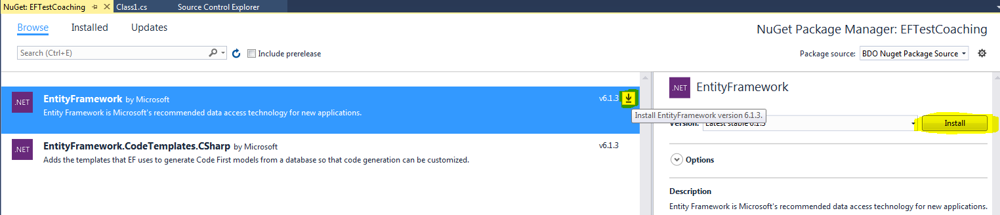 NuGet: EFTestCoaching Class1.cs Source Control Explorer
Browse Installed Updates
NuGet Package Manager: EFTestCoaching
Search (Ctrl+E) Include prerelease
Package source: BDO Nuget Package Source
.NET EntityFramework by Microsoft v6.1.3
Entity Framework is Microsoft's recommended data access technology for new applications.
.NET EntityFramework.CodeTemplates.CSharp by Microsoft v6.1.3
Adds the templates that EF uses to generate Code First models from a database so that code generation can be customized.
.NET EntityFramework
Install EntityFramework version 6.1.3.
Version: Latest stable 6.1.3 Install
Options
Description
Entity Framework is Microsoft's recommended data access technology for new applications.